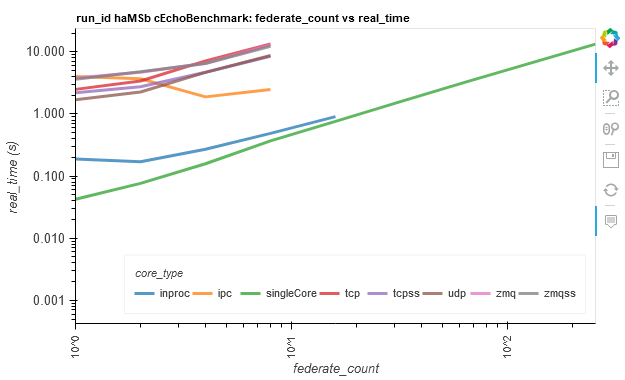 run_id haMSb cEchoBenchmark: federate_count vs real_time
10.000
1.000
0.100
0.010
0.001
real_time (s)
core_type
inproc ipc singleCore tcp tcpss udp zmq zmqss
10^0 10^1 10^2
federate_count